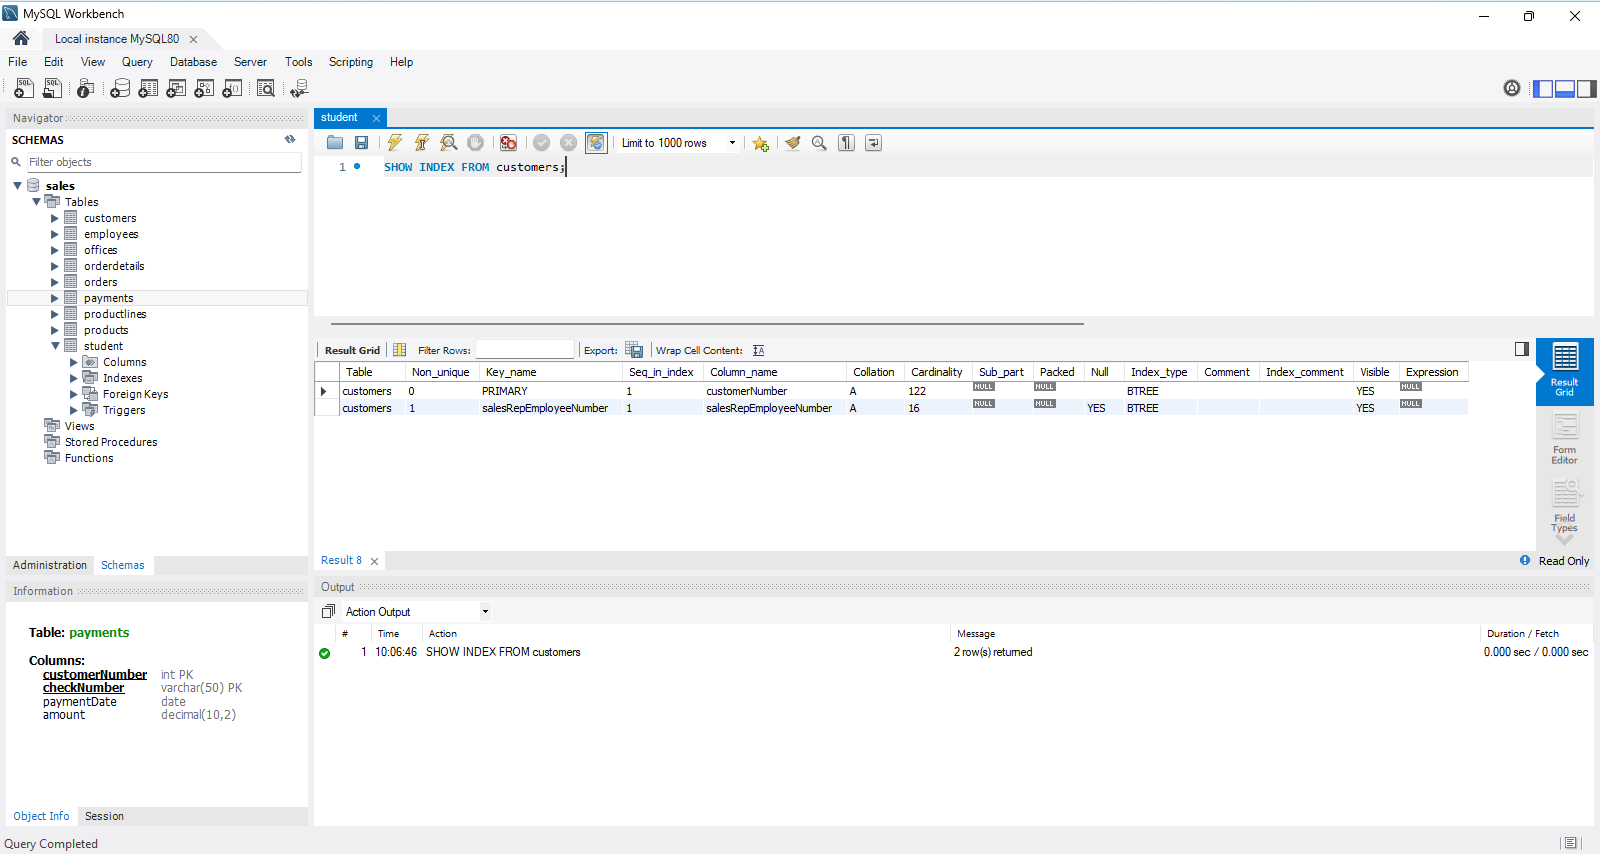 MySQL Workbench
Local instance MySQL80
File Edit View Query Database Server Tools Scripting Help
Navigator
SCHEMAS
Filter objects
sales
Tables
customers
employees
offices
orderdetails
orders
payments
productlines
products
student
Columns
Indexes
Foreign Keys
Triggers
Views
Stored Procedures
Functions
Administration Schemas
Information
Table: payments
Columns:
customerNumber int PK
checkNumber varchar(50) PK
paymentDate date
amount decimal(10,2)
Object Info Session
student
Limit to 1000 rows
1 SHOW INDEX FROM customers;
Result Grid Filter Rows: Export: Wrap Cell Content:
Table Non_unique Key_name Seq_in_index Column_name Collation Cardinality Sub_part Packed Null Index_type Comment Index_comment Visible Expression
customers 0 PRIMARY 1 customerNumber A 122 NULL NULL BTREE YES NULL
customers 1 salesRepEmployeeNumber 1 salesRepEmployeeNumber A 16 NULL NULL YES BTREE YES NULL
Result Grid
Form Editor
Field Types
Result 8
Read Only
Output
Action Output
# Time Action Message Duration / Fetch
1 10:06:46 SHOW INDEX FROM customers 2 row(s) returned 0.000 sec / 0.000 sec
Query Completed